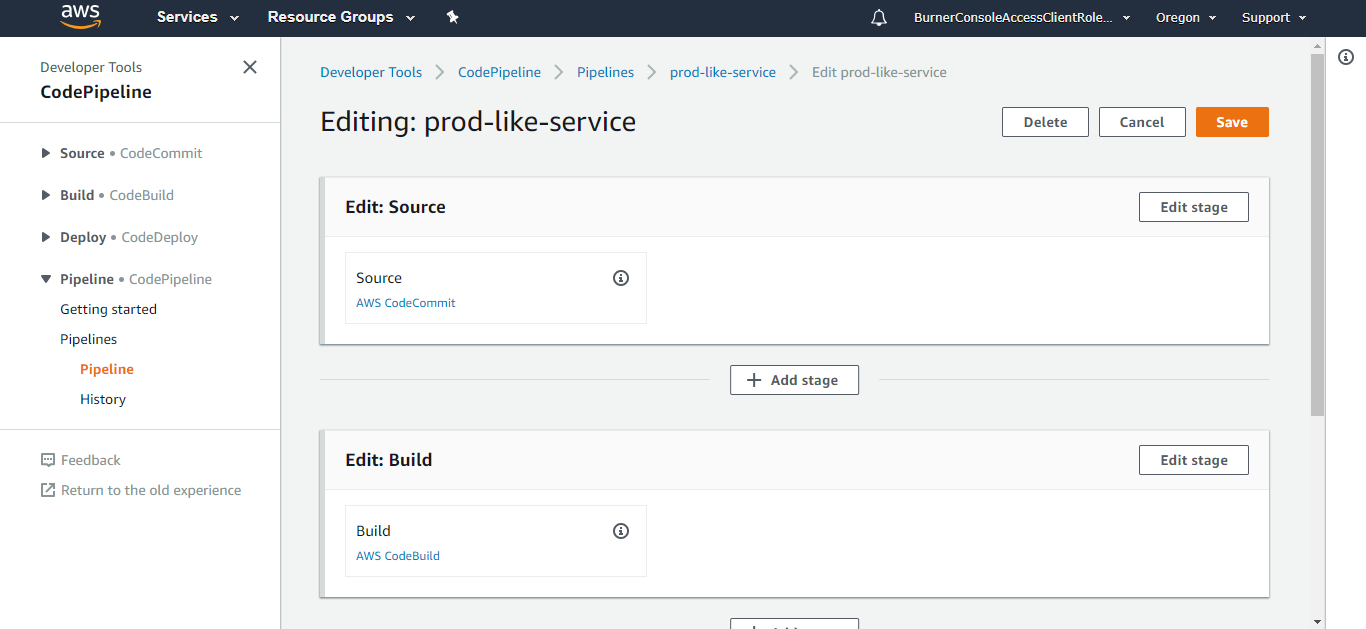 aws Services Resource Groups BurnerConsoleAccessClientRole... Oregon Support
Developer Tools
CodePipeline
Source • CodeCommit
Build • CodeBuild
Deploy • CodeDeploy
Pipeline • CodePipeline
Getting started
Pipelines
Pipeline
History
Feedback
Return to the old experience
Developer Tools CodePipeline Pipelines prod-like-service Edit prod-like-service
Editing: prod-like-service
Delete Cancel Save
Edit: Source Edit stage
Source
AWS CodeCommit
+ Add stage
Edit: Build Edit stage
Build
AWS CodeBuild